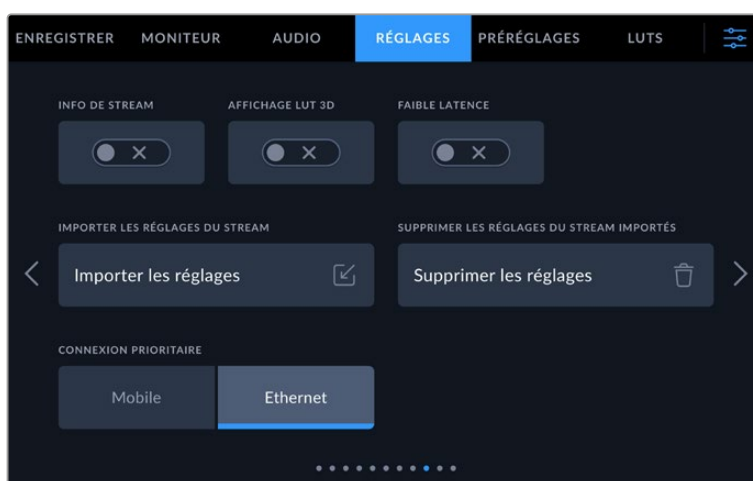 ENREGISTRER MONITEUR AUDIO RÉGLAGES PRÉRÉGLAGES LUTS
INFO DE STREAM AFFICHAGE LUT 3D FAIBLE LATENCE
IMPORTER LES RÉGLAGES DU STREAM SUPPRIMER LES RÉGLAGES DU STREAM IMPORTÉS
Importer les réglages Supprimer les réglages
CONNEXION PRIORITAIRE
Mobile Ethernet